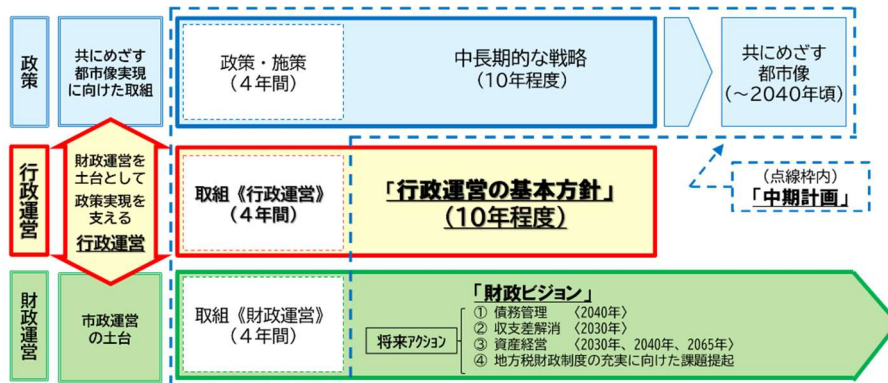 政策
共にめざす
都市像実現
に向けた取組
政策・施策
(4年間)
中長期的な戦略
(10年程度)
共にめざす
都市像
(~2040年頃)
行政運営
財政運営を
土台として
政策実現を
支える
行政運営
取組《行政運営》
(4年間)
「行政運営の基本方針」
(10年程度)
(点線枠内)
「中期計画」
財政運営
市政運営
の土台
取組《財政運営》
(4年間)
「財政ビジョン」
将来アクション
① 債務管理 〈2040年〉
② 収支差解消 〈2030年〉
③ 資産経営 〈2030年、2040年、2065年〉
④ 地方税財政制度の充実に向けた課題提起